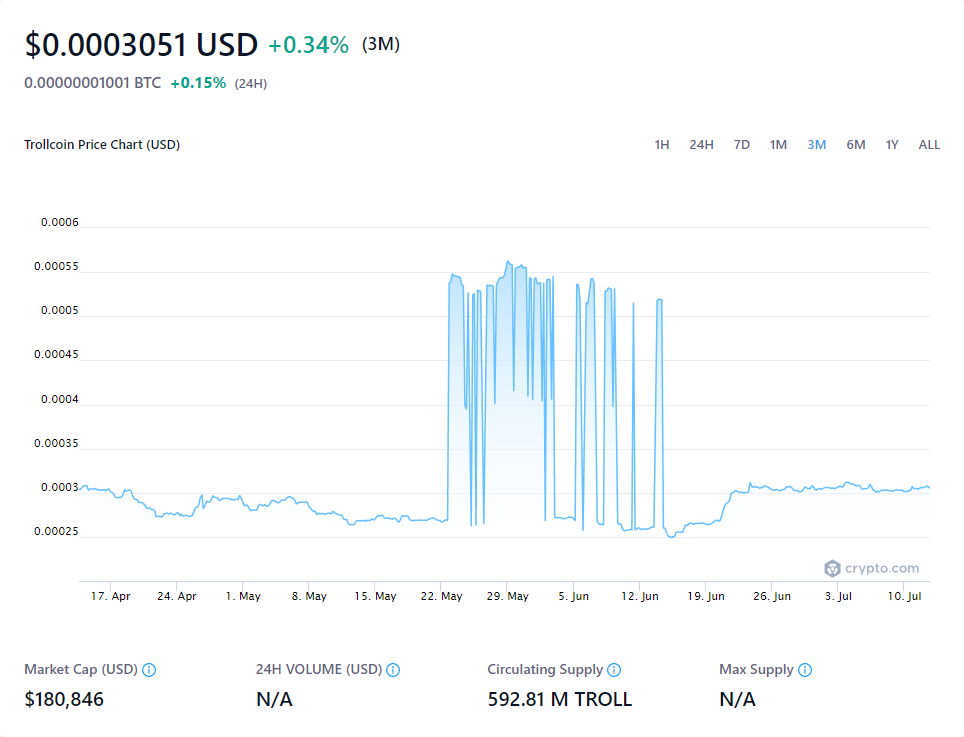 $0.0003051 USD +0.34% (3M)
0.00000001001 BTC +0.15% (24H)
Trollcoin Price Chart (USD) 1H 24H 7D 1M 3M 6M 1Y ALL
0.0006
0.00055
0.0005
0.00045
0.0004
0.00035
0.0003
0.00025
crypto.com
17. Apr 24. Apr 1. May 8. May 15. May 22. May 29. May 5. Jun 12. Jun 19. Jun 26. Jun 3. Jul 10. Jul
Market Cap (USD) 24H VOLUME (USD) Circulating Supply Max Supply
$180,846 N/A 592.81 M TROLL N/A